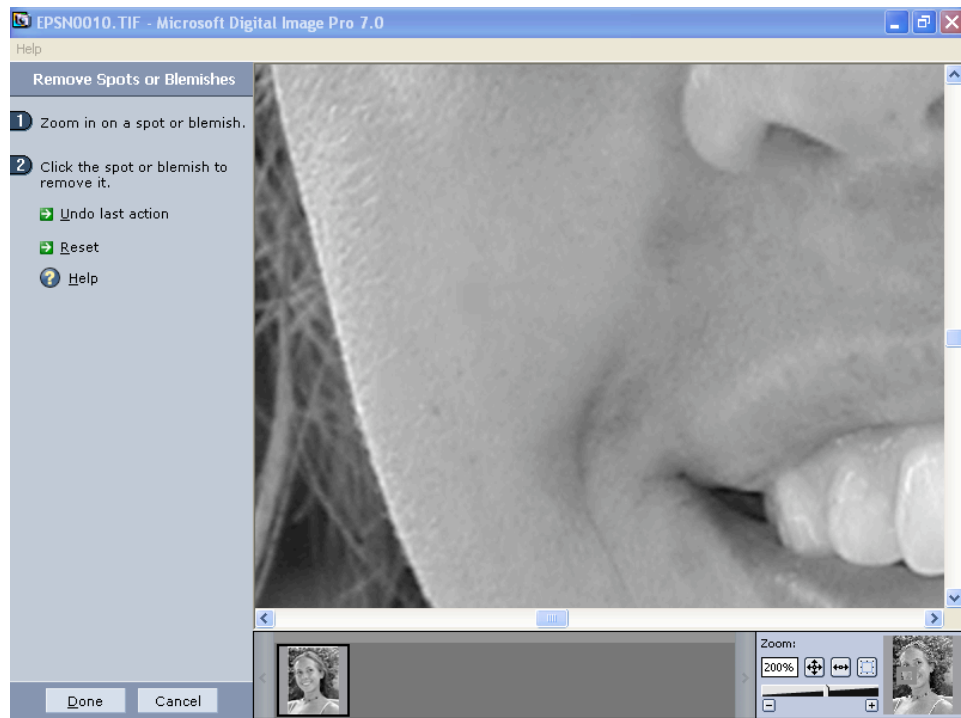 EPSN0010.TIF - Microsoft Digital Image Pro 7.0
Help
Remove Spots or Blemishes
1 Zoom in on a spot or blemish.
2 Click the spot or blemish to
remove it.
Undo last action
Reset
? Help
Zoom:
200%
Done Cancel